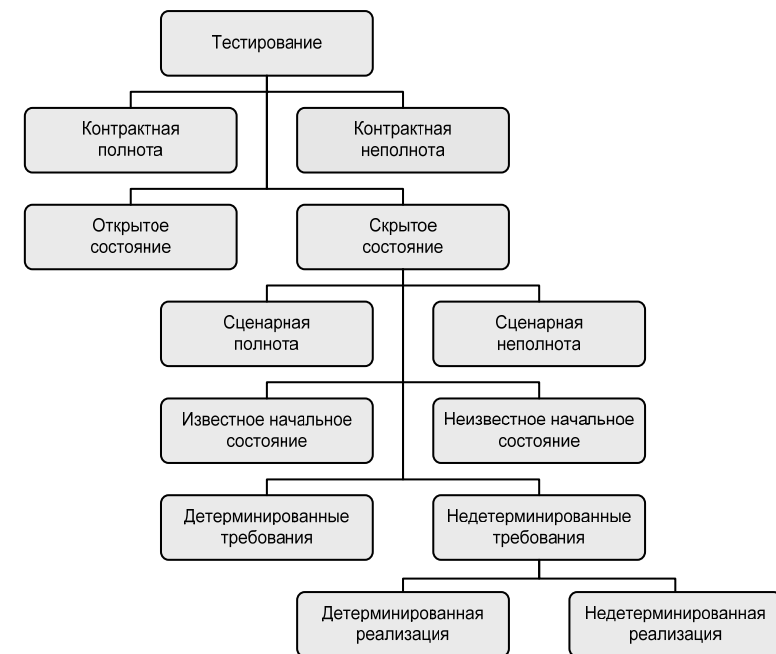 Тестирование
Контрактная
полнота
Контрактная
неполнота
Открытое
состояние
Скрытое
состояние
Сценарная
полнота
Сценарная
неполнота
Известное начальное
состояние
Неизвестное начальное
состояние
Детерминированные
требования
Недетерминированные
требования
Детерминированная
реализация
Недетерминированная
реализация